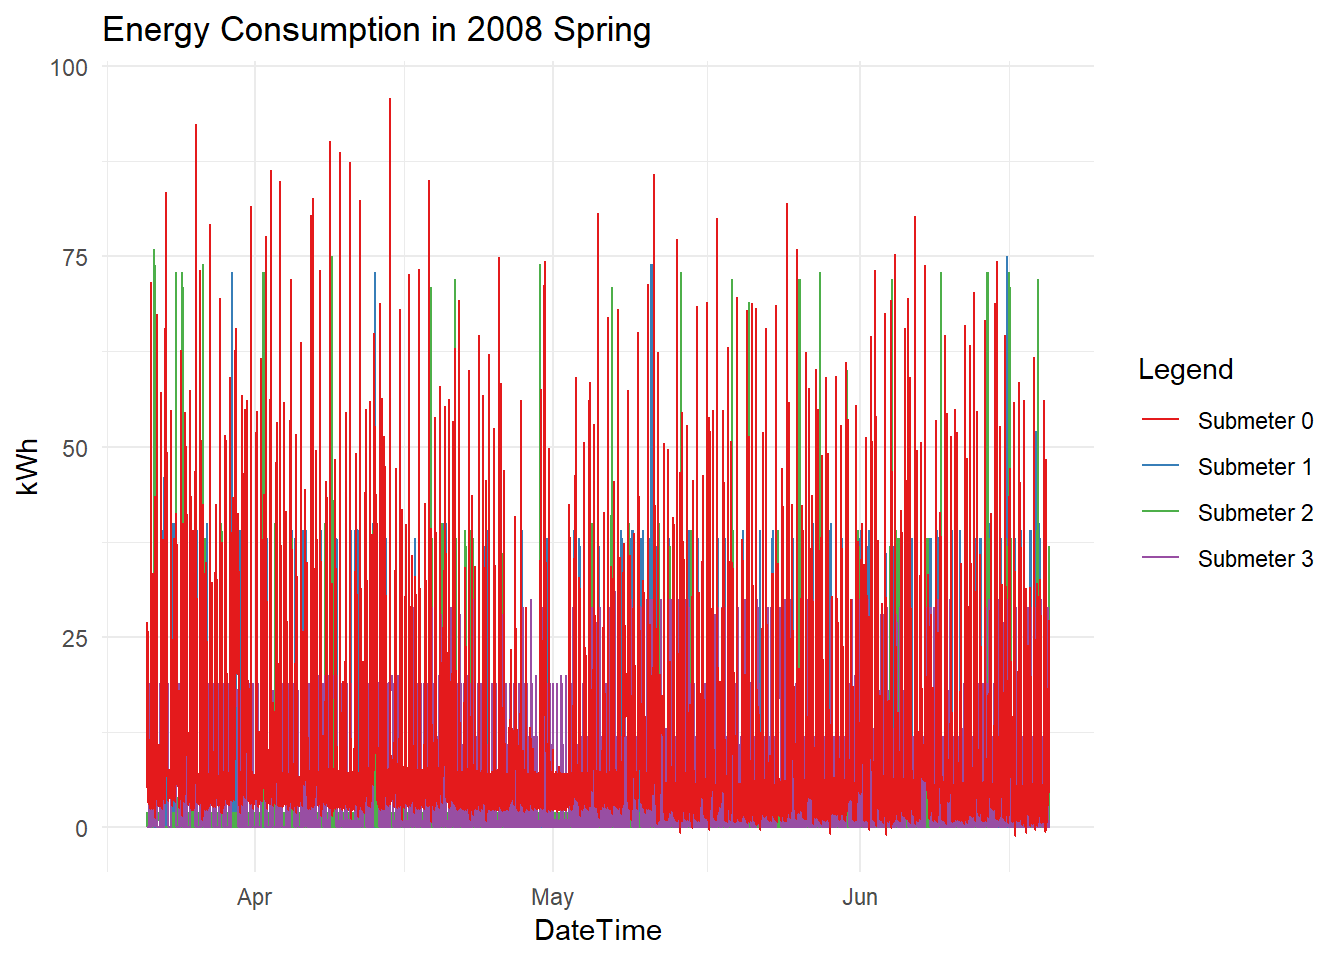 Energy Consumption in 2008 Spring
100
75
50
25
0
kWh
Apr May Jun
DateTime
Legend
Submeter 0
Submeter 1
Submeter 2
Submeter 3